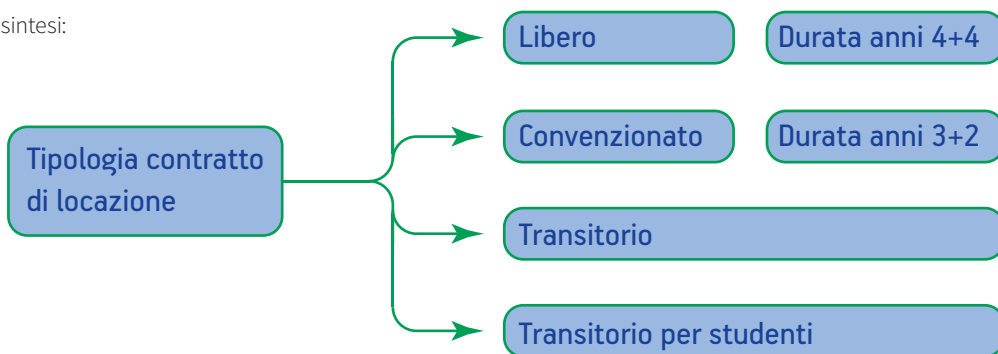 sintesi:
Libero
Durata anni 4+4
Convenzionato
Durata anni 3+2
Tipologia contratto
di locazione
Transitorio
Transitorio per studenti